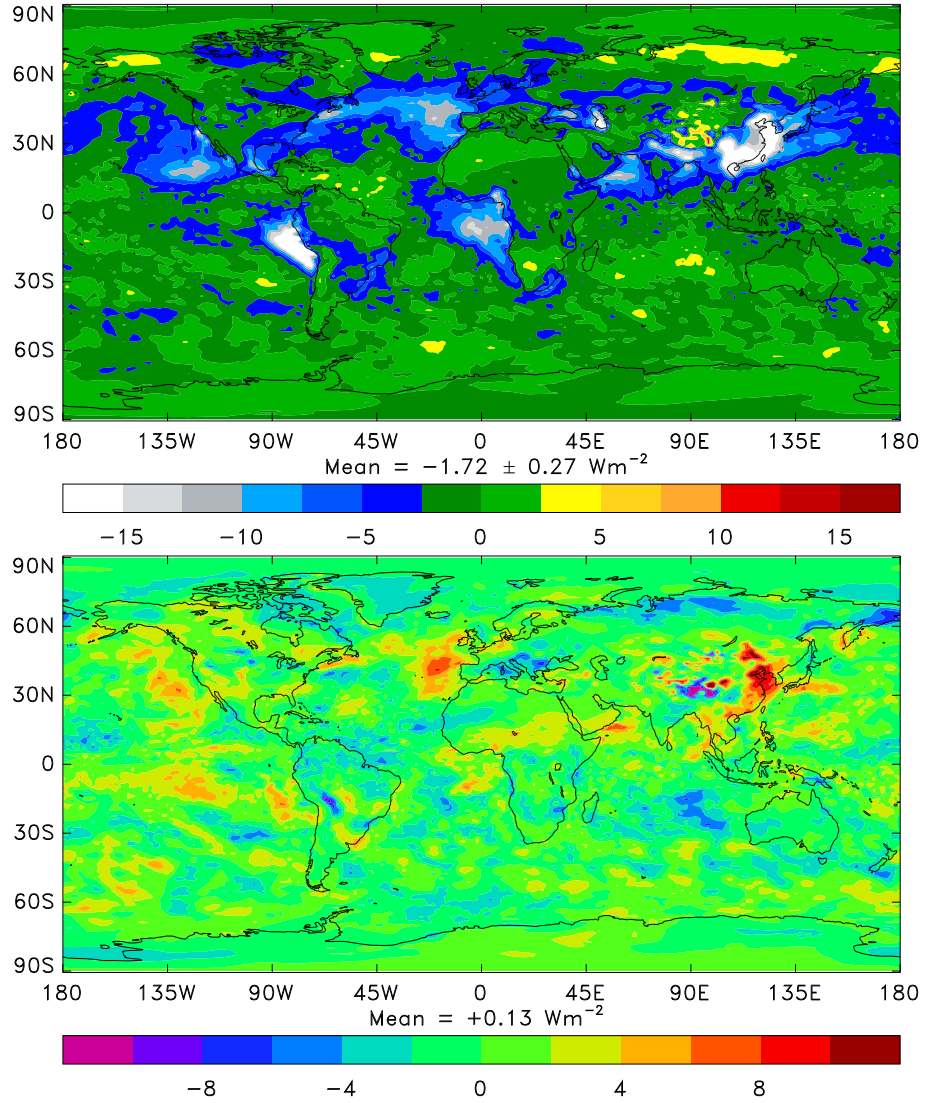 90N
60N
30N
0
30S
60S
90S
180 135W 90W 45W 0 45E 90E 135E 180
Mean = −1.72 ± 0.27 Wm⁻²
−15 −10 −5 0 5 10 15
90N
60N
30N
0
30S
60S
90S
180 135W 90W 45W 0 45E 90E 135E 180
Mean = +0.13 Wm⁻²
−8 −4 0 4 8